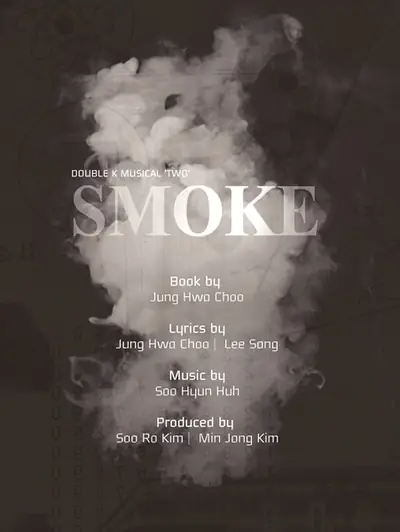 DOUBLE K MUSICAL 'TWO'
SMOKE
Book by
Jung Hwa Choo
Lyrics by
Jung Hwa Choo | Lee Sang
Music by
Soo Hyun Huh
Produced by
Soo Ro Kim | Min Jong Kim